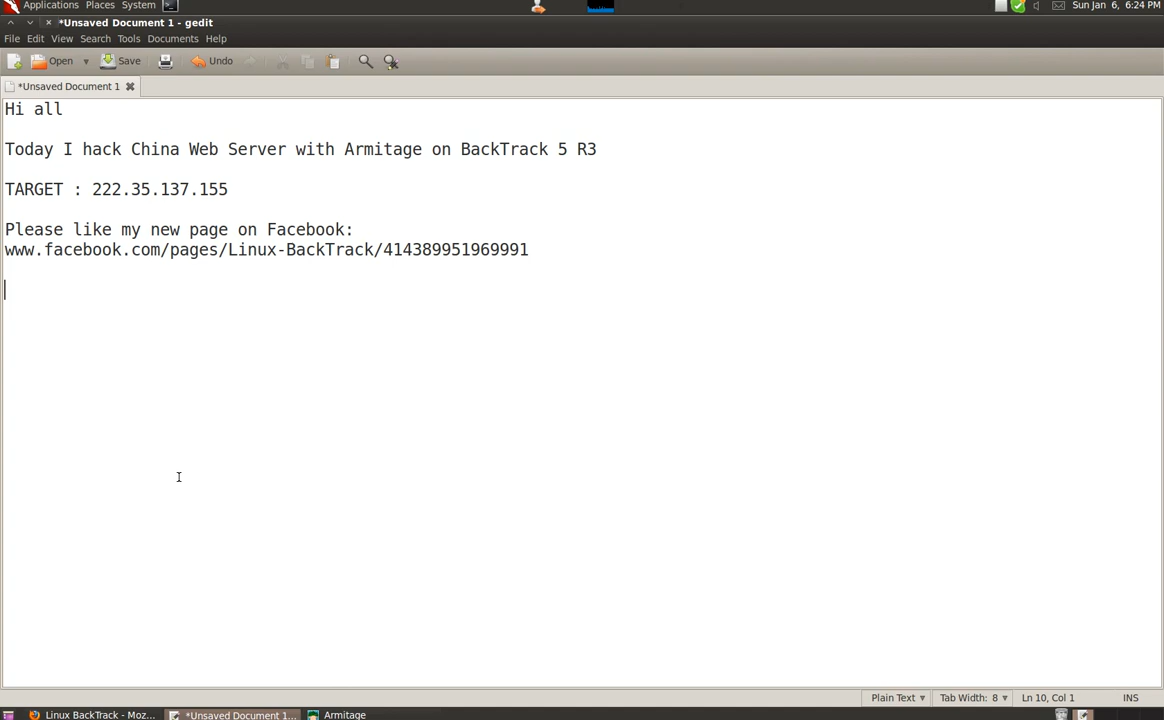 Applications Places System Sun Jan 6, 6:24 PM
*Unsaved Document 1 - gedit
File Edit View Search Tools Documents Help
Open Save Undo
*Unsaved Document 1
Hi all
Today I hack China Web Server with Armitage on BackTrack 5 R3
TARGET : 222.35.137.155
Please like my new page on Facebook:
www.facebook.com/pages/Linux-BackTrack/414389951969991
Plain Text Tab Width: 8 Ln 10, Col 1 INS
Linux BackTrack - Moz... *Unsaved Document 1... Armitage